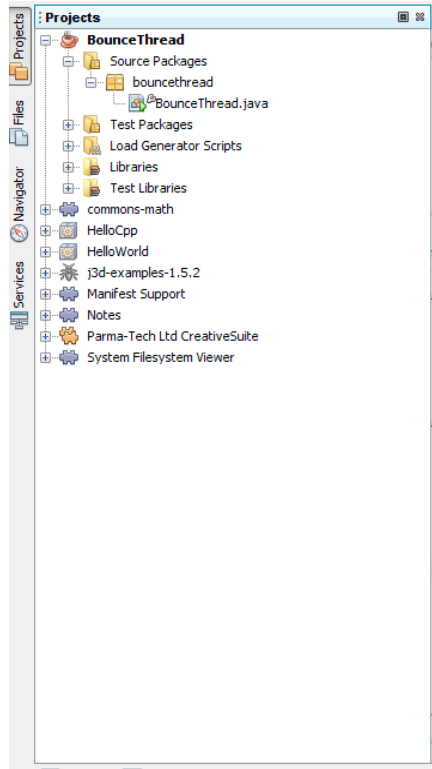 Projects
Files
Navigator
Services
Projects
BounceThread
Source Packages
bouncethread
BounceThread.java
Test Packages
Load Generator Scripts
Libraries
Test Libraries
commons-math
HelloCpp
HelloWorld
j3d-examples-1.5.2
Manifest Support
Notes
Parma-Tech Ltd CreativeSuite
System Filesystem Viewer